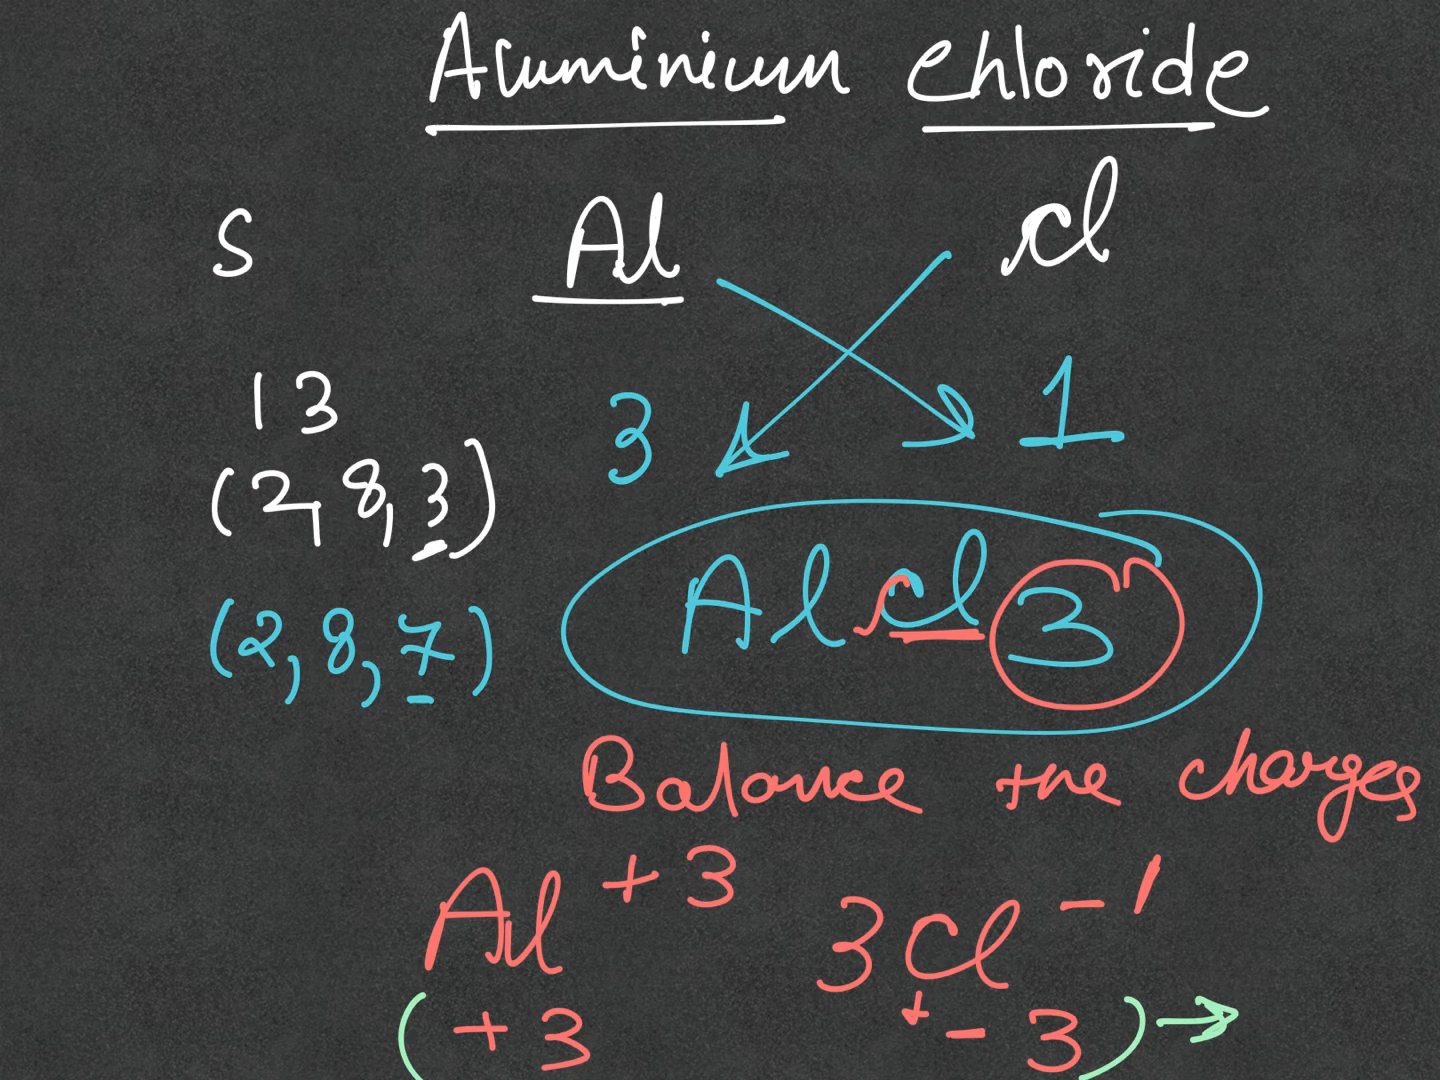 Aluminium Chloride
S Al Cl
13 3 1
(2, 8, 3)
AlCl3
(2, 8, 7)
Balance the charges
Al +3 3Cl -1
(+3 + -3) →